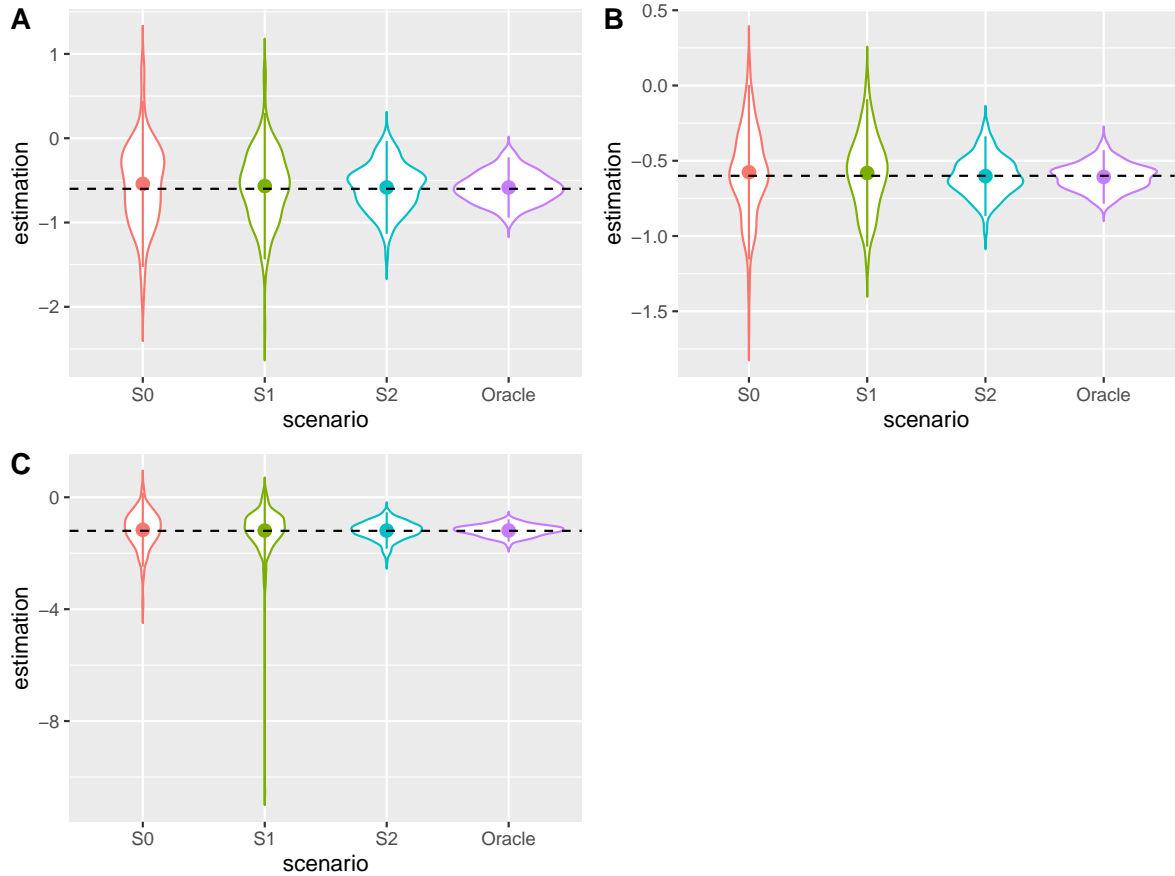 A
estimation
1
0
−1
−2
S0 S1 S2 Oracle
scenario
B
estimation
0.5
0.0
−0.5
−1.0
−1.5
S0 S1 S2 Oracle
scenario
C
estimation
0
−4
−8
S0 S1 S2 Oracle
scenario